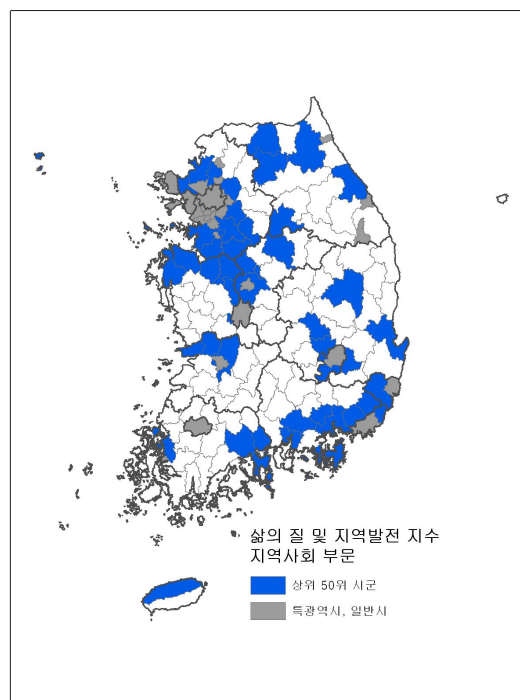 삶의 질 및 지역발전 지수
지역사회 부문
상위 50위 시군
특광역시, 일반시